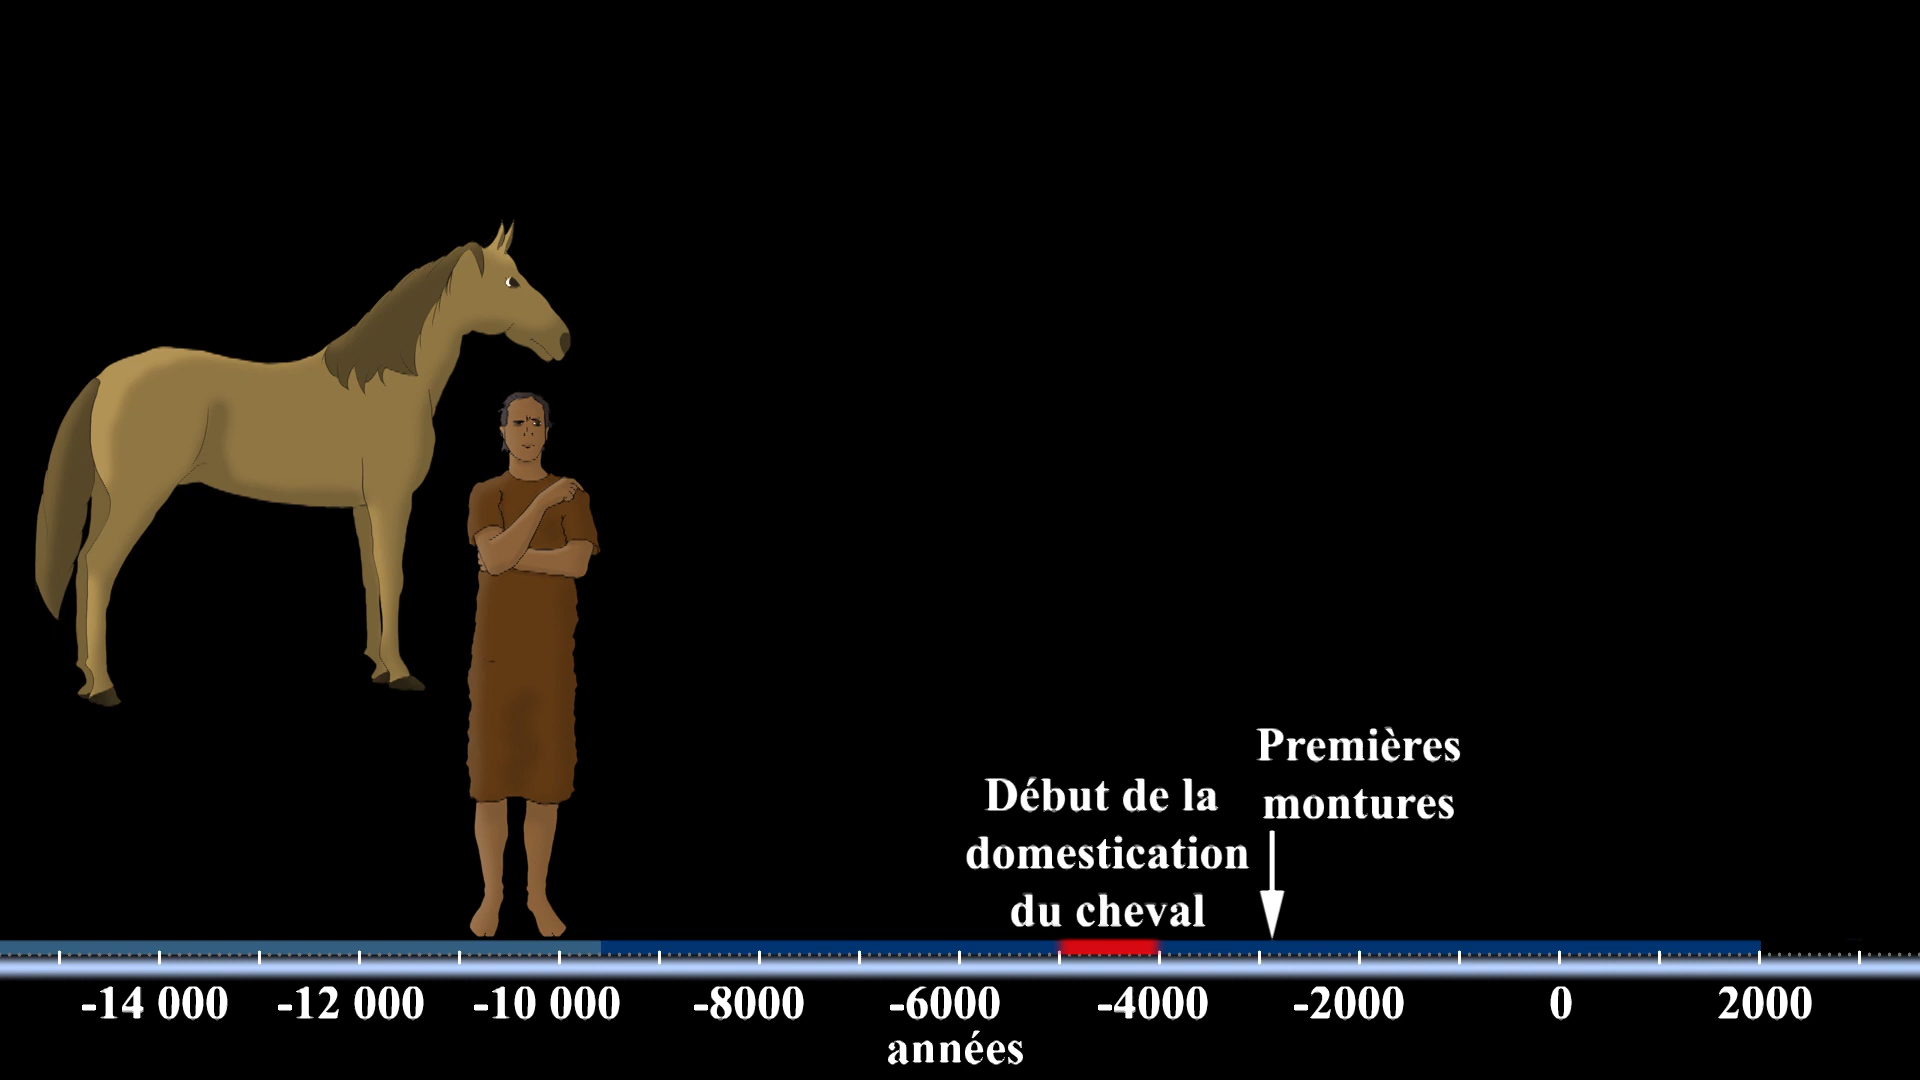 Premières
montures
Début de la
domestication
du cheval
-14 000 -12 000 -10 000 -8000 -6000 -4000 -2000 0 2000
années